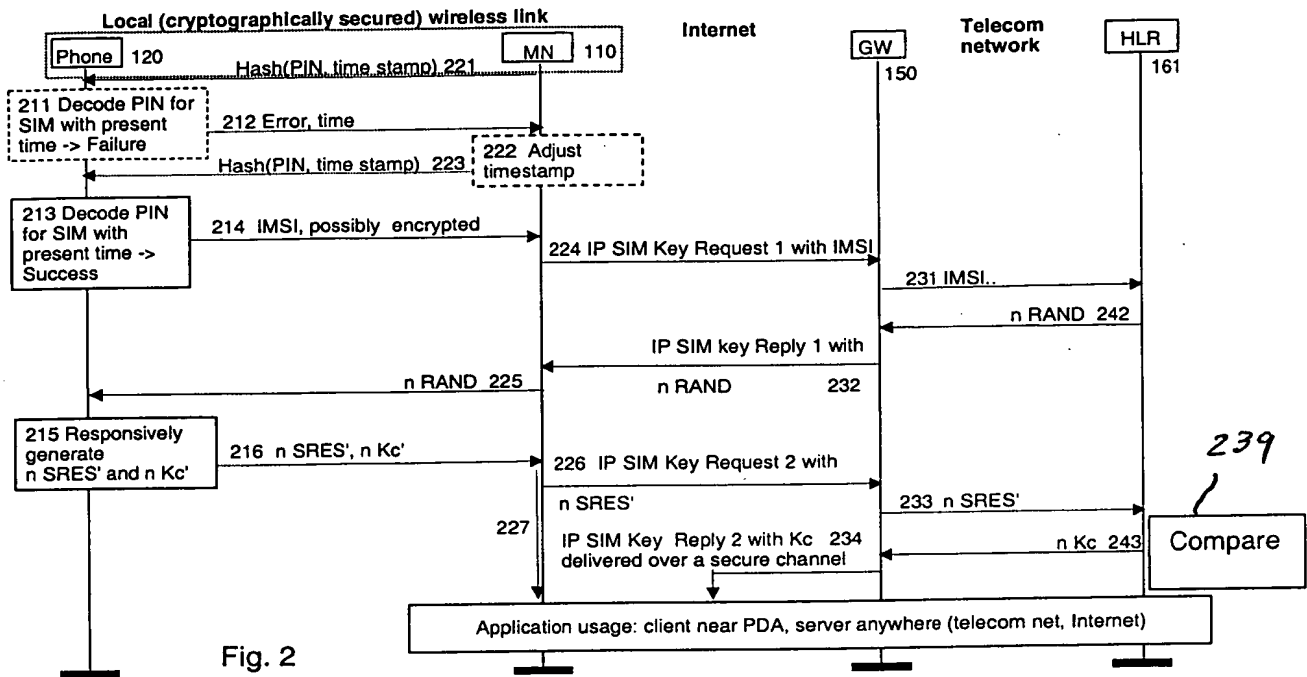 Local (cryptographically secured) wireless link
Internet
Telecom
network
Phone 120
MN 110
GW
150
HLR
161
Hash(PIN, time stamp) 221
211 Decode PIN for
SIM with present
time -> Failure
212 Error, time
222 Adjust
timestamp
Hash(PIN, time stamp) 223
213 Decode PIN
for SIM with
present time ->
Success
214 IMSI, possibly encrypted
224 IP SIM Key Request 1 with IMSI
231 IMSI..
n RAND 242
IP SIM key Reply 1 with
n RAND 232
n RAND 225
215 Responsively
generate
n SRES' and n Kc'
216 n SRES', n Kc'
226 IP SIM Key Request 2 with
n SRES'
239
233 n SRES'
227
IP SIM Key Reply 2 with Kc 234
delivered over a secure channel
n Kc 243
Compare
Application usage: client near PDA, server anywhere (telecom net, Internet)
Fig. 2